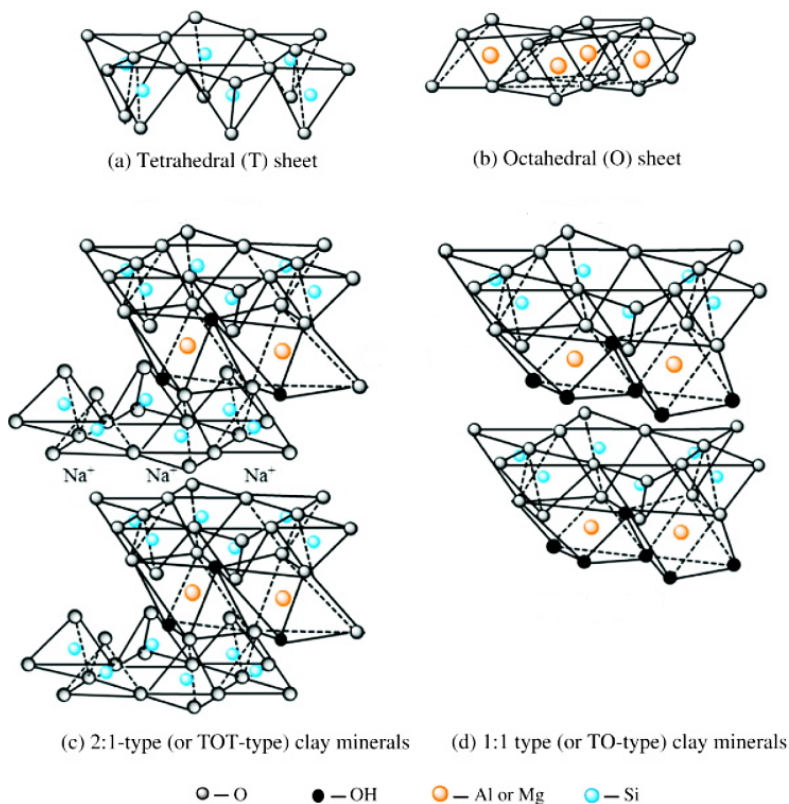 (a) Tetrahedral (T) sheet
(b) Octahedral (O) sheet
Na⁺ Na⁺ Na⁺
(c) 2:1-type (or TOT-type) clay minerals
(d) 1:1 type (or TO-type) clay minerals
— O — OH — Al or Mg — Si